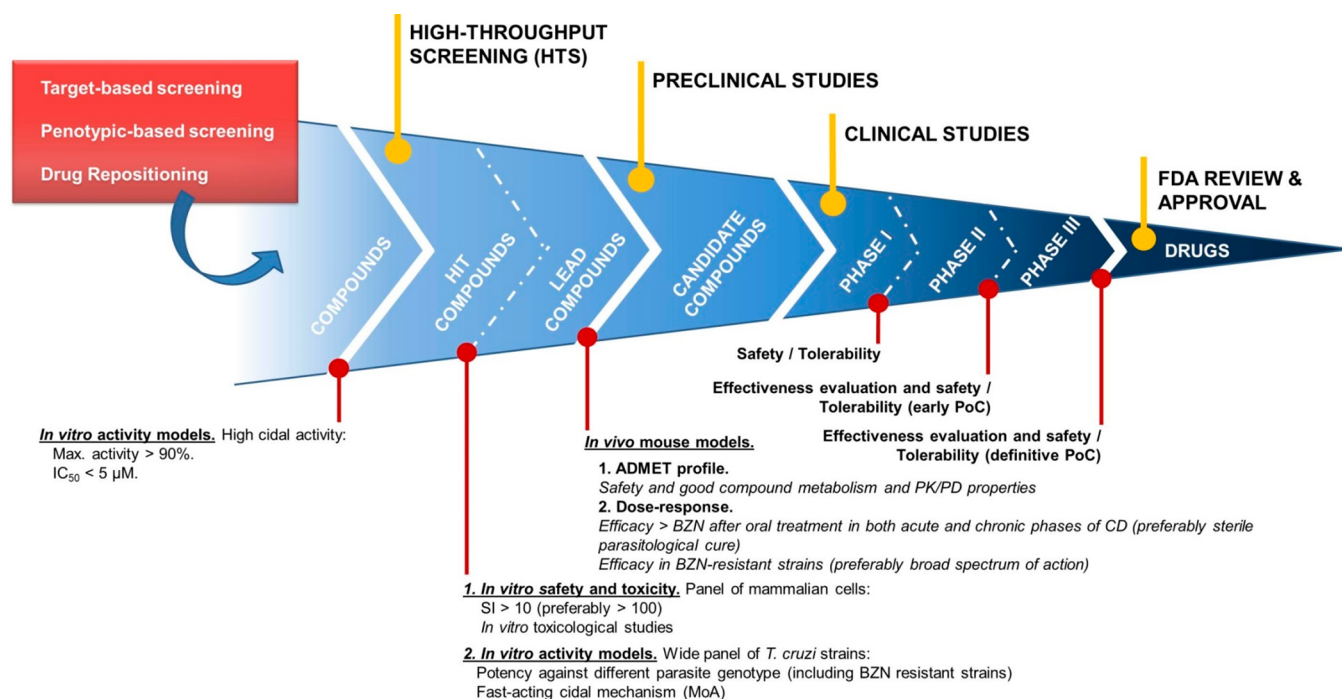 HIGH-THROUGHPUT
SCREENING (HTS)
PRECLINICAL STUDIES
CLINICAL STUDIES
FDA REVIEW &
APPROVAL
Target-based screening
Penotypic-based screening
Drug Repositioning
COMPOUNDS
HIT
COMPOUNDS
LEAD
COMPOUNDS
CANDIDATE
COMPOUNDS
PHASE I
PHASE II
PHASE III
DRUGS
Safety / Tolerability
Effectiveness evaluation and safety /
Tolerability (early PoC)
Effectiveness evaluation and safety /
Tolerability (definitive PoC)
In vitro activity models. High cidal activity:
Max. activity > 90%.
IC50 < 5 µM.
In vivo mouse models.
1. ADMET profile.
Safety and good compound metabolism and PK/PD properties
2. Dose-response.
Efficacy > BZN after oral treatment in both acute and chronic phases of CD (preferably sterile
parasitological cure)
Efficacy in BZN-resistant strains (preferably broad spectrum of action)
1. In vitro safety and toxicity. Panel of mammalian cells:
SI > 10 (preferably > 100)
In vitro toxicological studies
2. In vitro activity models. Wide panel of T. cruzi strains:
Potency against different parasite genotype (including BZN resistant strains)
Fast-acting cidal mechanism (MoA)